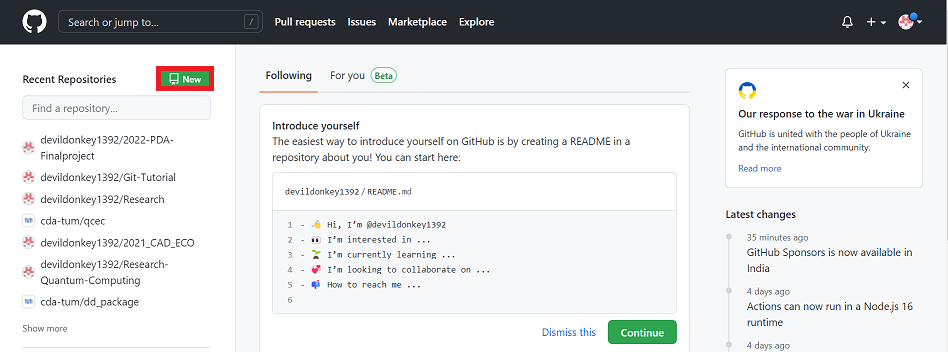 Search or jump to... /
Pull requests
Issues
Marketplace
Explore
Recent Repositories
New
Find a repository...
devildonkey1392/2022-PDA-
Finalproject
devildonkey1392/Git-Tutorial
devildonkey1392/Research
cda-tum/qcec
devildonkey1392/2021_CAD_ECO
devildonkey1392/Research-
Quantum-Computing
cda-tum/dd_package
Show more
Following
For you Beta
Introduce yourself
The easiest way to introduce yourself on GitHub is by creating a README in a
repository about you! You can start here:
devildonkey1392 / README.md
1 - 👋 Hi, I'm @devildonkey1392
2 - 👀 I'm interested in ...
3 - 🌱 I'm currently learning ...
4 - 💞️ I'm looking to collaborate on ...
5 - 📫 How to reach me ...
6
Dismiss this
Continue
Our response to the war in Ukraine
GitHub is united with the people of Ukraine
and the international community.
Read more
Latest changes
35 minutes ago
GitHub Sponsors is now available in
India
4 days ago
Actions can now run in a Node.js 16
runtime
4 days ago